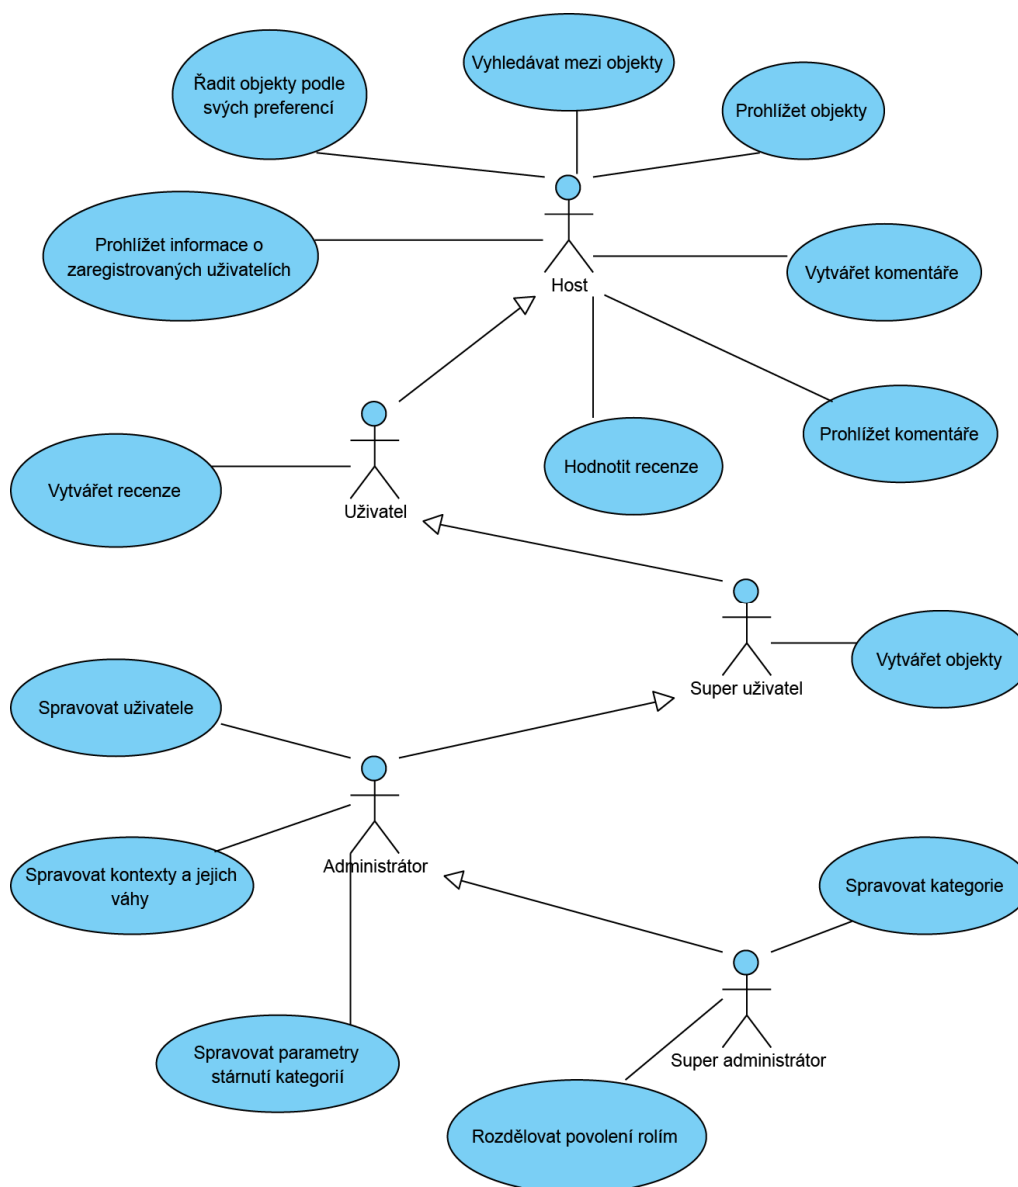 Vyhledávat mezi objekty
Řadit objekty podle
svých preferencí
Prohlížet objekty
Prohlížet informace o
zaregistrovaných uživatelích
Vytvářet komentáře
Host
Prohlížet komentáře
Hodnotit recenze
Vytvářet recenze
Uživatel
Vytvářet objekty
Super uživatel
Spravovat uživatele
Administrátor
Spravovat kontexty a jejich
váhy
Spravovat kategorie
Spravovat parametry
stárnutí kategorií
Super administrátor
Rozdělovat povolení rolím